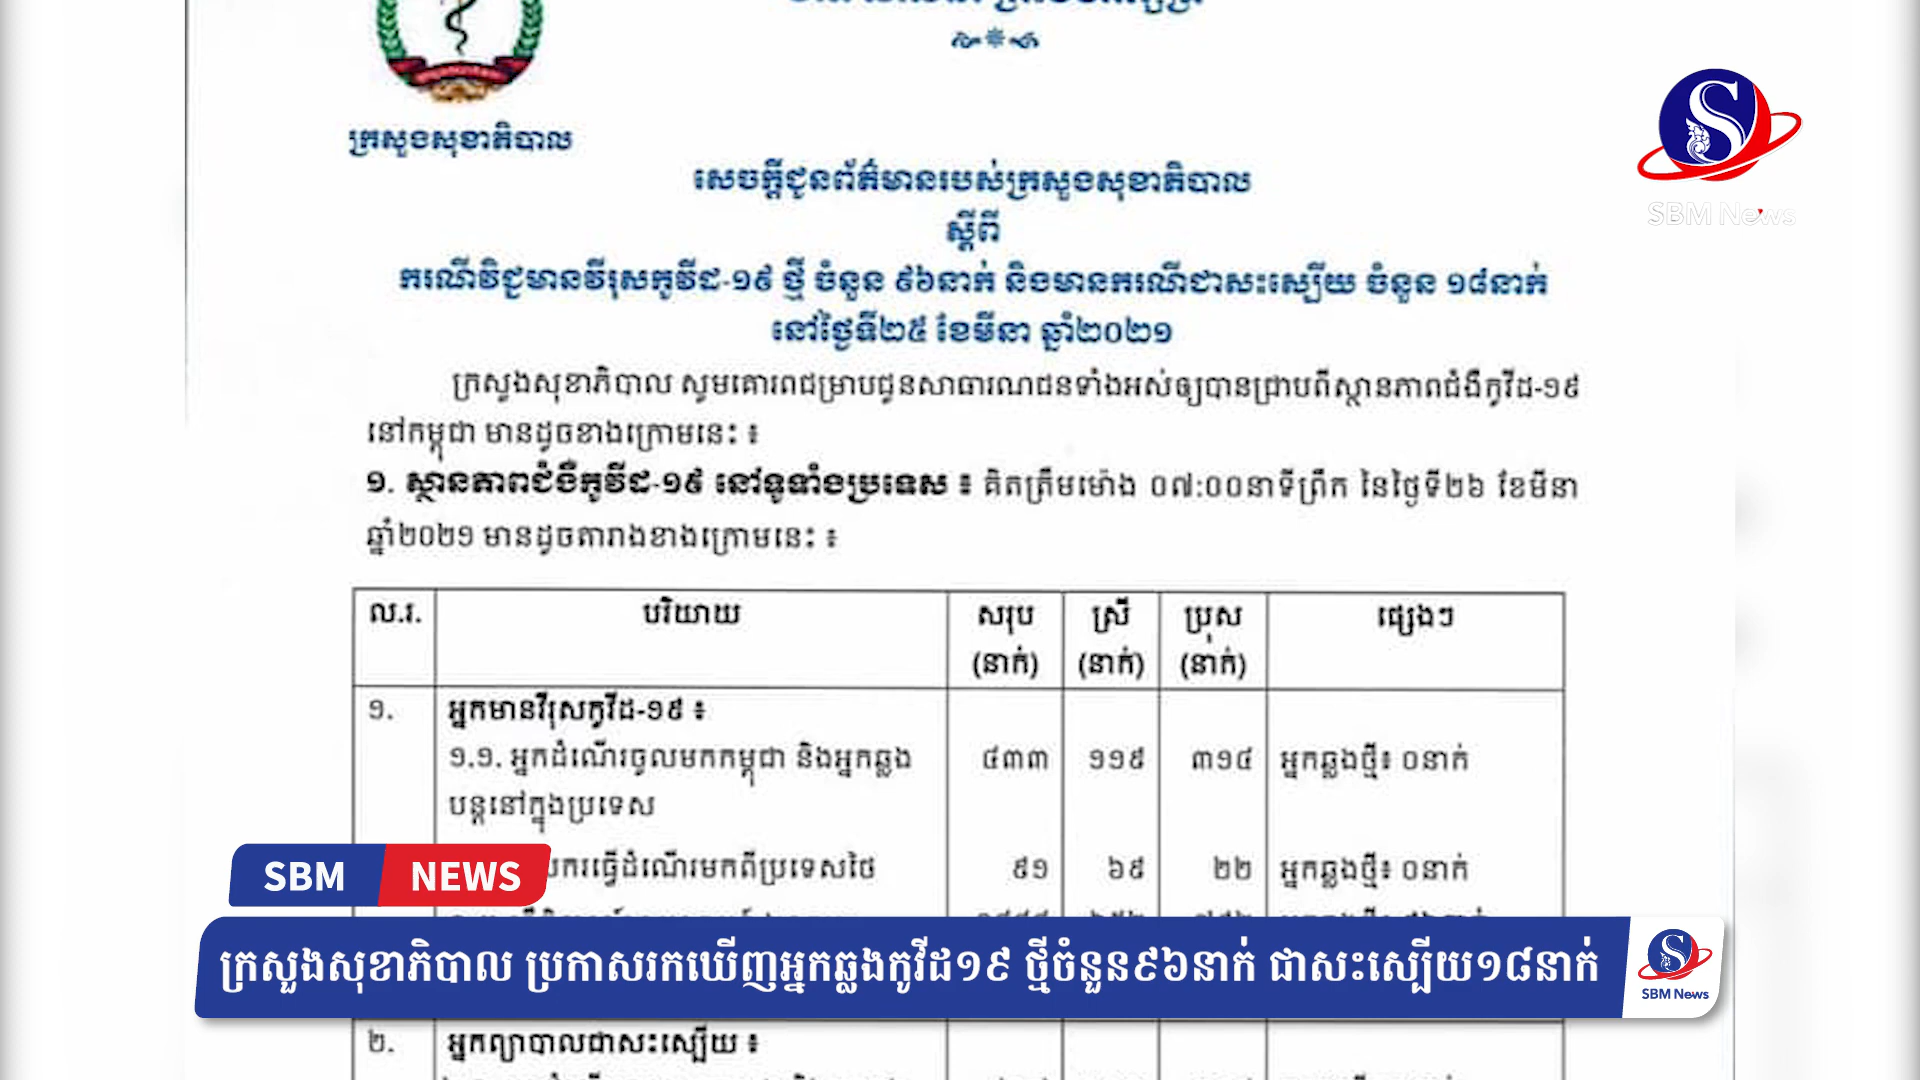 ក្រសួងសុខាភិបាល
SBM News
សេចក្តីជូនព័ត៌មានរបស់ក្រសួងសុខាភិបាល
ស្តីពី
ករណីវិជ្ជមានវីរុសកូវីដ-១៩ ថ្មី ចំនួន ៩៦នាក់ និងមានករណីជាសះស្បើយ ចំនួន ១៨នាក់
នៅថ្ងៃទី២៥ ខែមីនា ឆ្នាំ២០២១
ក្រសួងសុខាភិបាល សូមគោរពជម្រាបជូនសាធារណជនទាំងអស់ឲ្យបានជ្រាបពីស្ថានភាពជំងឺកូវីដ-១៩
នៅកម្ពុជា មានដូចខាងក្រោមនេះ ៖
១. ស្ថានភាពជំងឺកូវីដ-១៩ នៅទូទាំងប្រទេស ៖ គិតត្រឹមម៉ោង ០៧:០០នាទីព្រឹក នៃថ្ងៃទី២៦ ខែមីនា
ឆ្នាំ២០២១ មានដូចតារាងខាងក្រោមនេះ ៖
ល.រ. បរិយាយ សរុប (នាក់) ស្រី (នាក់) ប្រុស (នាក់) ផ្សេងៗ
១. អ្នកមានវីរុសកូវីដ-១៩ ៖
១.១. អ្នកដំណើរចូលមកកម្ពុជា និងអ្នកឆ្លង ៤៣៣ ១១៩ ៣១៤ អ្នកឆ្លងថ្មី៖ ០នាក់
បន្តនៅក្នុងប្រទេស
ធ្វើដំណើរមកពីប្រទេសថៃ ៩១ ៦៩ ២២ អ្នកឆ្លងថ្មី៖ ០នាក់
SBM NEWS
ក្រសួងសុខាភិបាល ប្រកាសរកឃើញអ្នកឆ្លងកូវីដ១៩ ថ្មីចំនួន៩៦នាក់ ជាសះស្បើយ១៨នាក់
SBM News
២. អ្នកព្យាបាលជាសះស្បើយ ៖